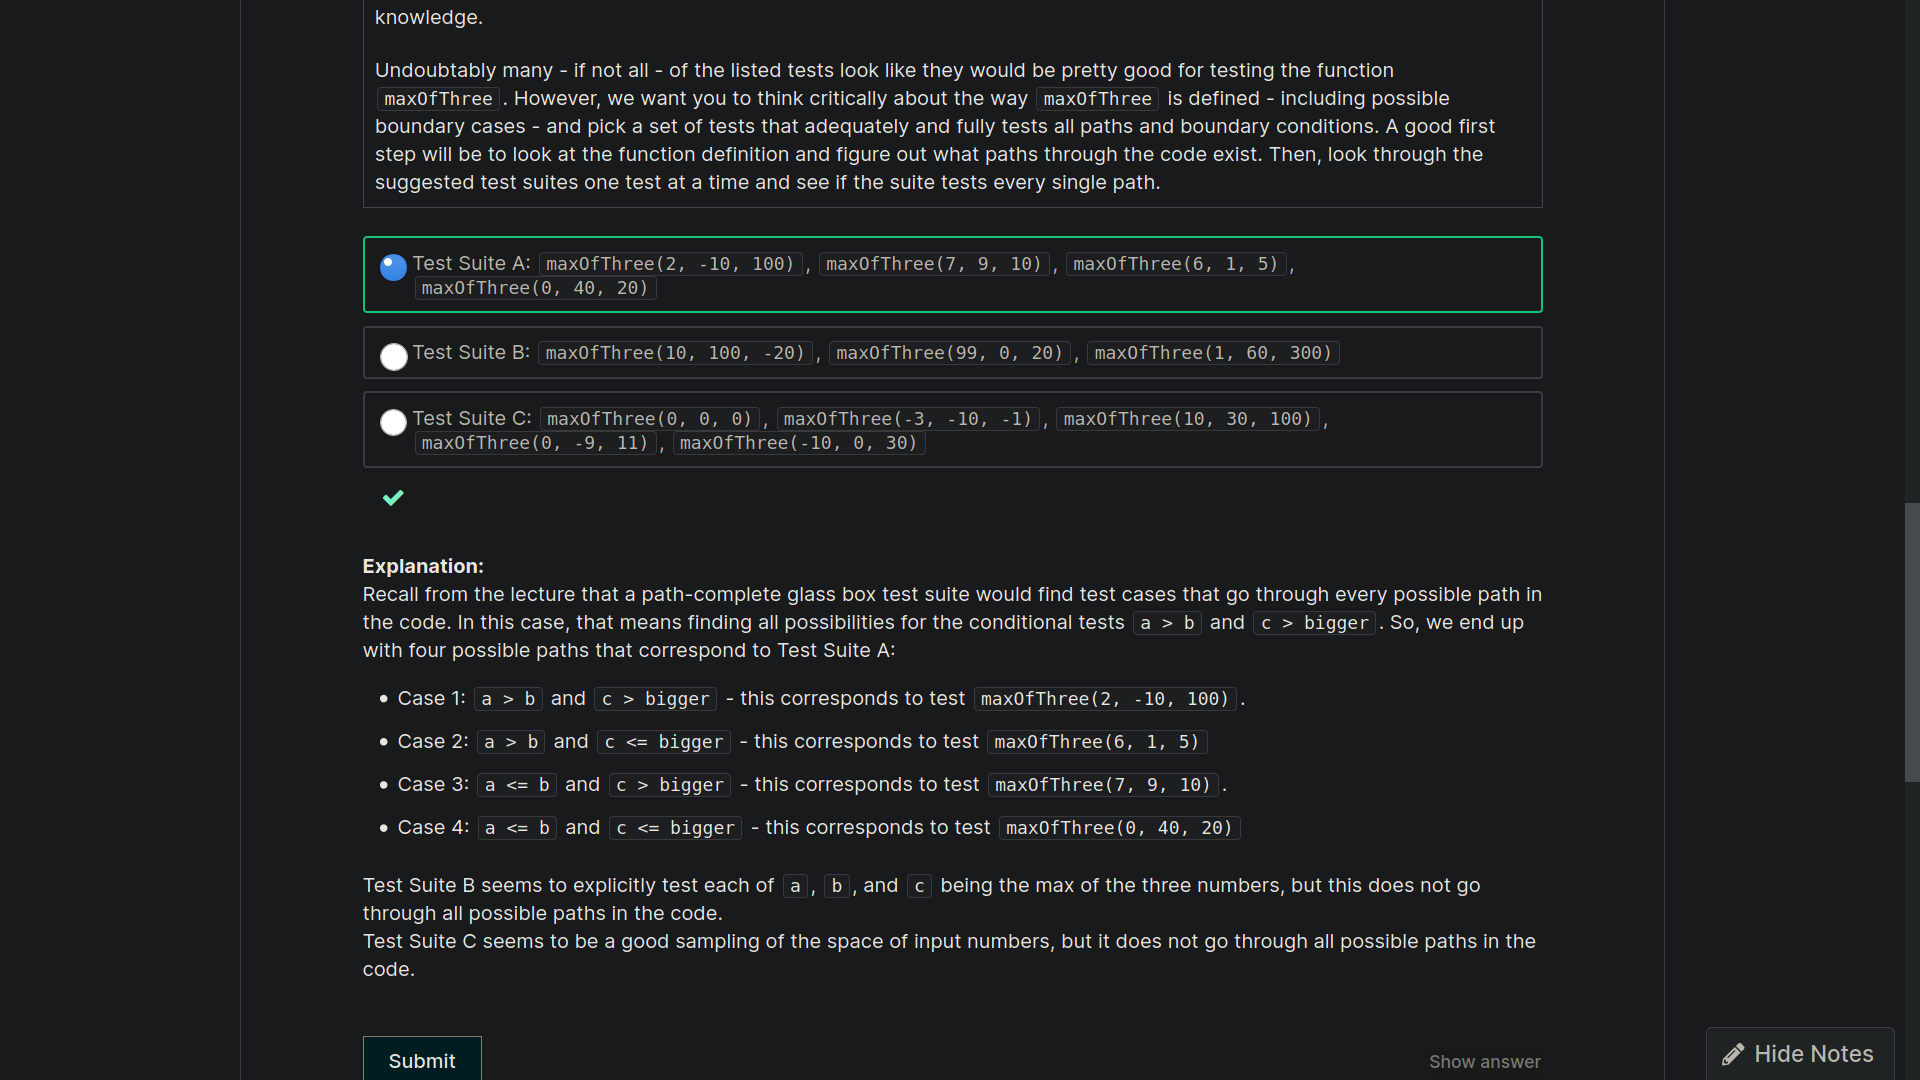 knowledge.
Undoubtably many - if not all - of the listed tests look like they would be pretty good for testing the function
maxOfThree . However, we want you to think critically about the way maxOfThree is defined - including possible
boundary cases - and pick a set of tests that adequately and fully tests all paths and boundary conditions. A good first
step will be to look at the function definition and figure out what paths through the code exist. Then, look through the
suggested test suites one test at a time and see if the suite tests every single path.
Test Suite A: maxOfThree(2, -10, 100) , maxOfThree(7, 9, 10) , maxOfThree(6, 1, 5) ,
maxOfThree(0, 40, 20)
Test Suite B: maxOfThree(10, 100, -20) , maxOfThree(99, 0, 20) , maxOfThree(1, 60, 300)
Test Suite C: maxOfThree(0, 0, 0) , maxOfThree(-3, -10, -1) , maxOfThree(10, 30, 100) ,
maxOfThree(0, -9, 11) , maxOfThree(-10, 0, 30)
Explanation:
Recall from the lecture that a path-complete glass box test suite would find test cases that go through every possible path in
the code. In this case, that means finding all possibilities for the conditional tests a > b and c > bigger . So, we end up
with four possible paths that correspond to Test Suite A:
• Case 1: a > b and c > bigger - this corresponds to test maxOfThree(2, -10, 100) .
• Case 2: a > b and c <= bigger - this corresponds to test maxOfThree(6, 1, 5)
• Case 3: a <= b and c > bigger - this corresponds to test maxOfThree(7, 9, 10) .
• Case 4: a <= b and c <= bigger - this corresponds to test maxOfThree(0, 40, 20)
Test Suite B seems to explicitly test each of a , b , and c being the max of the three numbers, but this does not go
through all possible paths in the code.
Test Suite C seems to be a good sampling of the space of input numbers, but it does not go through all possible paths in the
code.
Submit
Show answer
Hide Notes